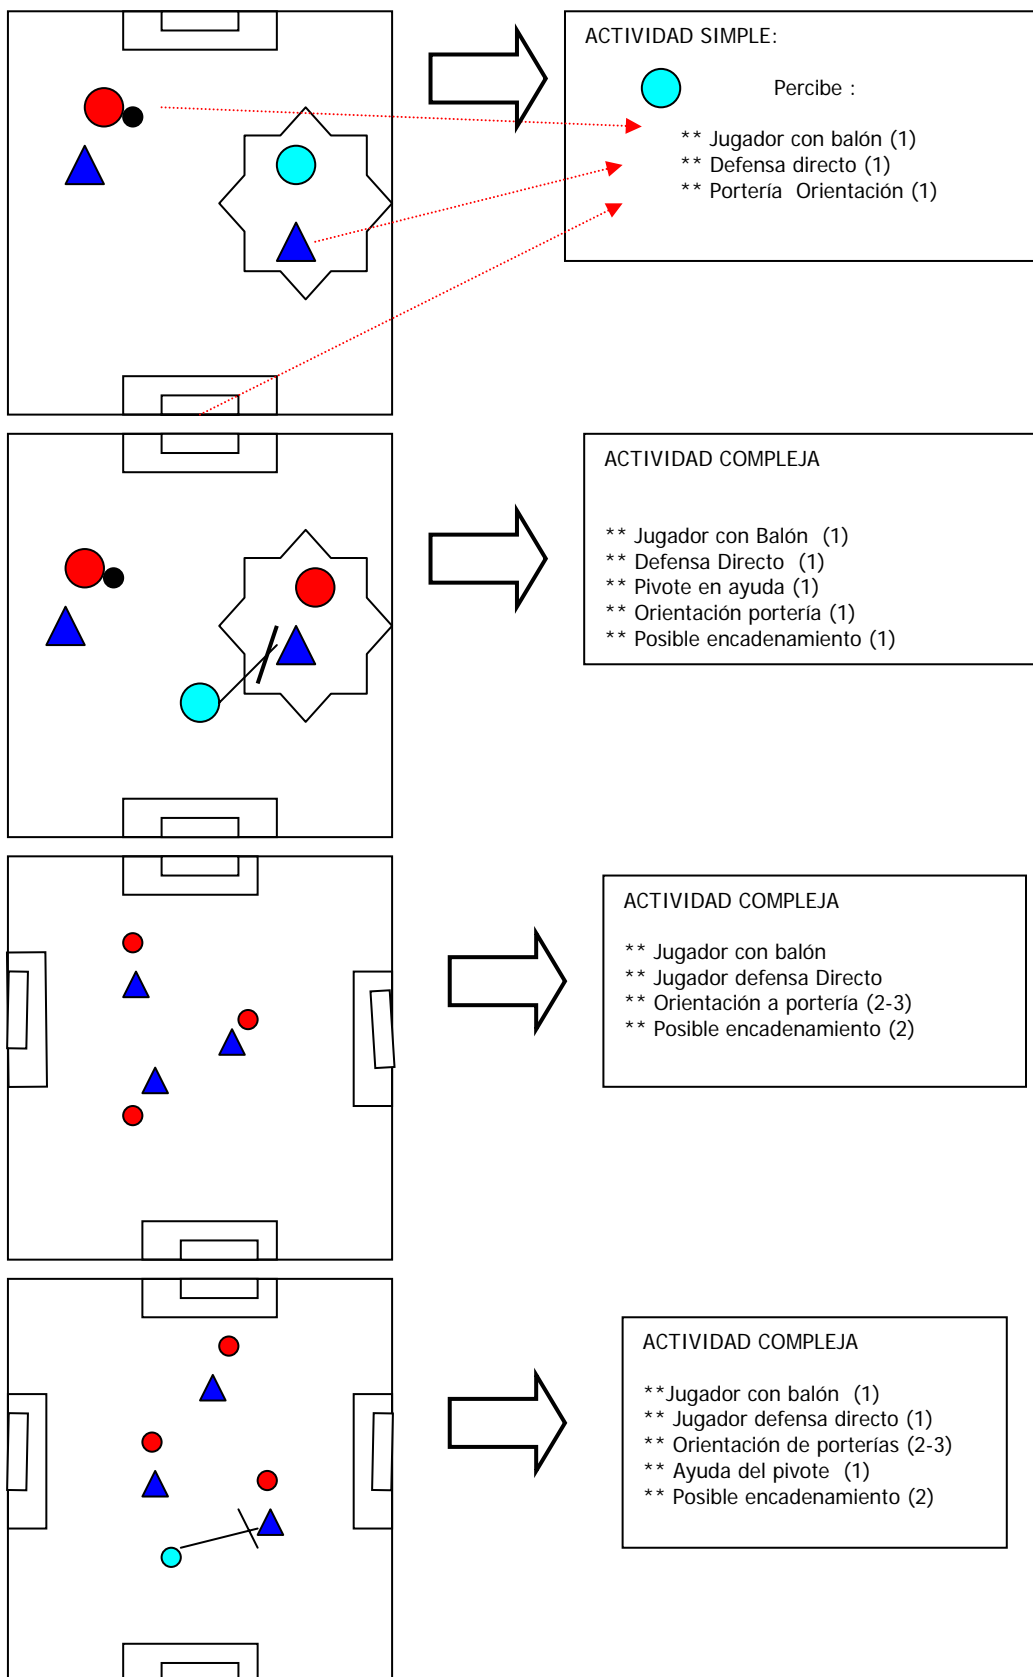 ACTIVIDAD SIMPLE:
Percibe :
** Jugador con balón (1)
** Defensa directo (1)
** Portería Orientación (1)
ACTIVIDAD COMPLEJA
** Jugador con Balón (1)
** Defensa Directo (1)
** Pivote en ayuda (1)
** Orientación portería (1)
** Posible encadenamiento (1)
ACTIVIDAD COMPLEJA
** Jugador con balón
** Jugador defensa Directo
** Orientación a portería (2-3)
** Posible encadenamiento (2)
ACTIVIDAD COMPLEJA
**Jugador con balón (1)
** Jugador defensa directo (1)
** Orientación de porterías (2-3)
** Ayuda del pivote (1)
** Posible encadenamiento (2)